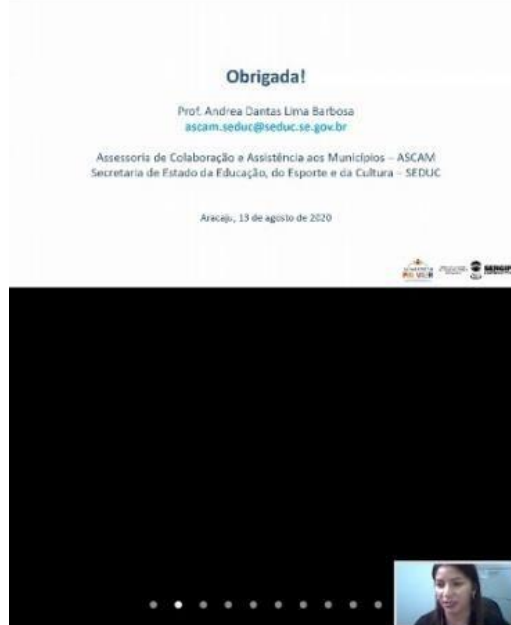 Obrigada!
Prof. Andrea Dantas Lima Barbosa
ascam.seduc@seduc.se.gov.br
Assessoria de Colaboração e Assistência aos Municípios – ASCAM
Secretaria de Estado da Educação, do Esporte e da Cultura – SEDUC
Aracaju, 13 de agosto de 2020